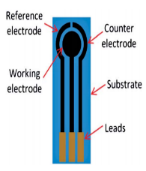 Reference
electrode
Counter
electrode
Working
electrode
Substrate
Leads